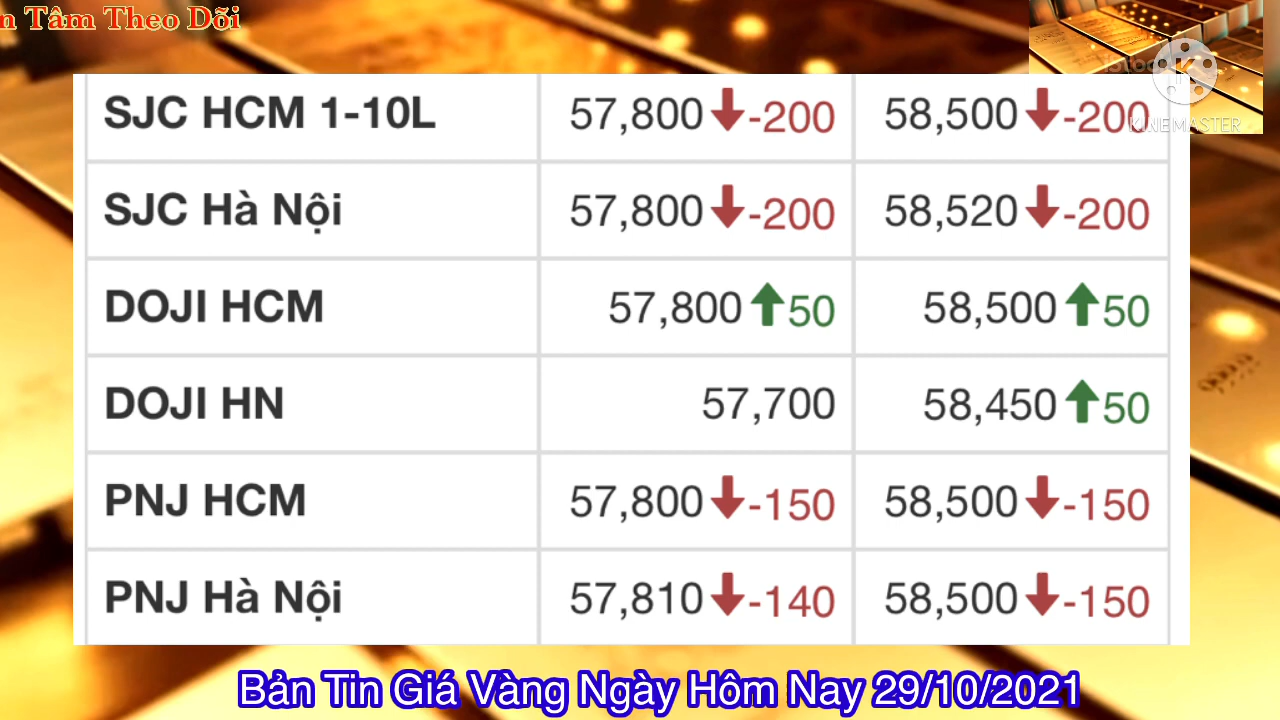 n Tâm Theo Dõi
KINEMASTER
SJC HCM 1-10L 57,800 -200 58,500 -200
SJC Hà Nội 57,800 -200 58,520 -200
DOJI HCM 57,800 50 58,500 50
DOJI HN 57,700 58,450 50
PNJ HCM 57,800 -150 58,500 -150
PNJ Hà Nội 57,810 -140 58,500 -150
Bản Tin Giá Vàng Ngày Hôm Nay 29/10/2021